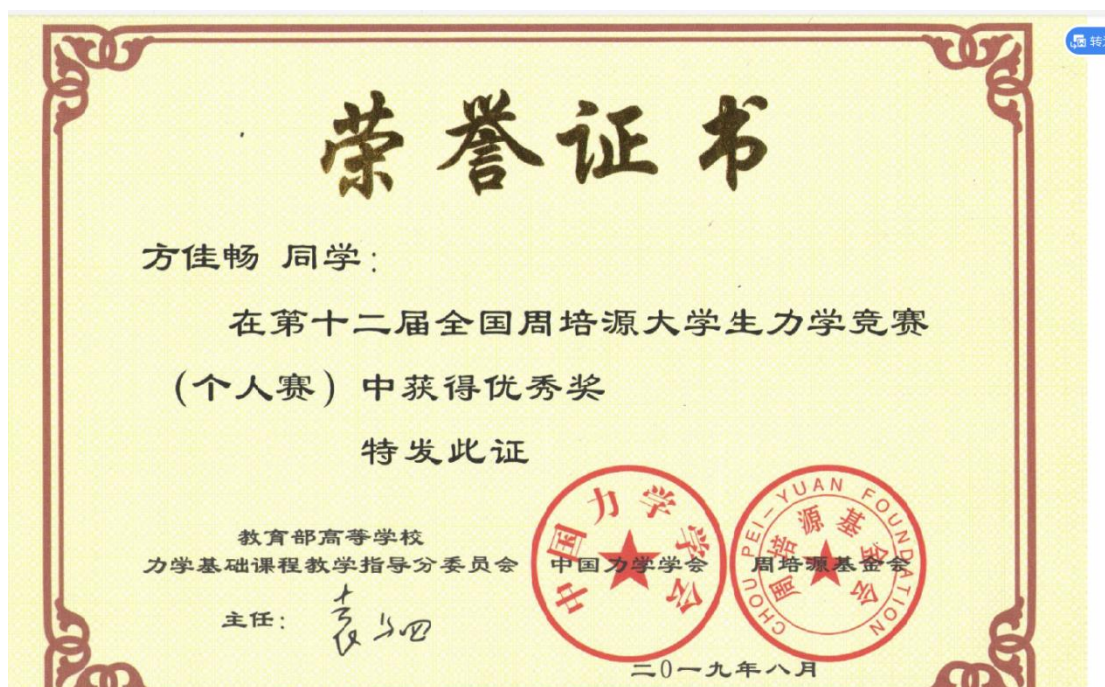 转
荣誉证书
方佳畅 同学:
在第十二届全国周培源大学生力学竞赛
(个人赛) 中获得优秀奖
特发此证
教育部高等学校
力学基础课程教学指导分委员会 中国力学学会 周培源基金会
主任:
中国力学学会
CHOU PEI-YUAN FOUNDATION
周培源基金会
二0一九年八月